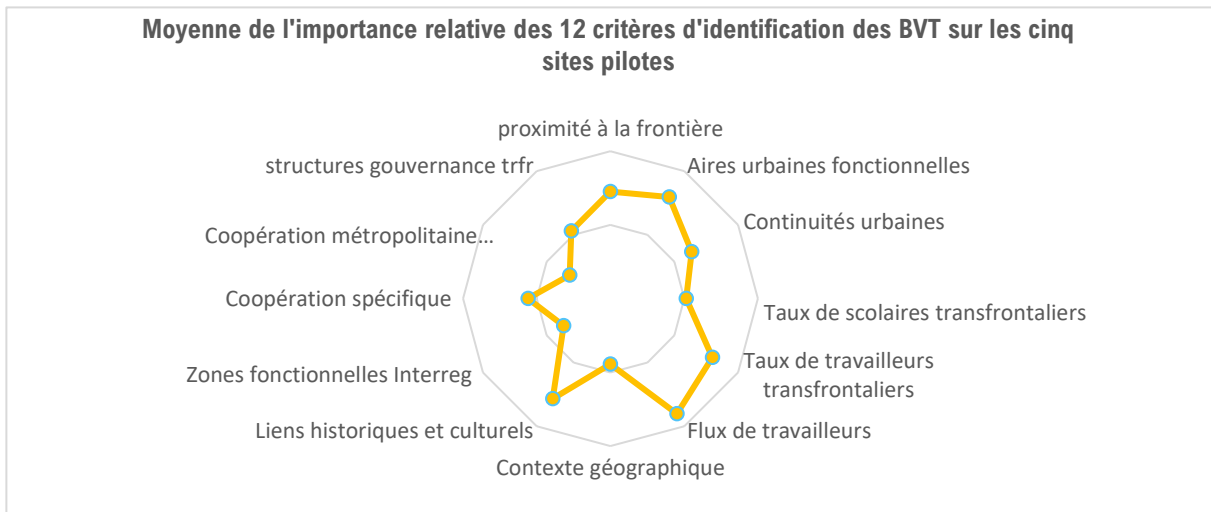 Moyenne de l'importance relative des 12 critères d'identification des BVT sur les cinq
sites pilotes
proximité à la frontière
Aires urbaines fonctionnelles
Continuités urbaines
Taux de scolaires transfrontaliers
Taux de travailleurs
transfrontaliers
Flux de travailleurs
Contexte géographique
Liens historiques et culturels
Zones fonctionnelles Interreg
Coopération spécifique
Coopération métropolitaine...
structures gouvernance trfr